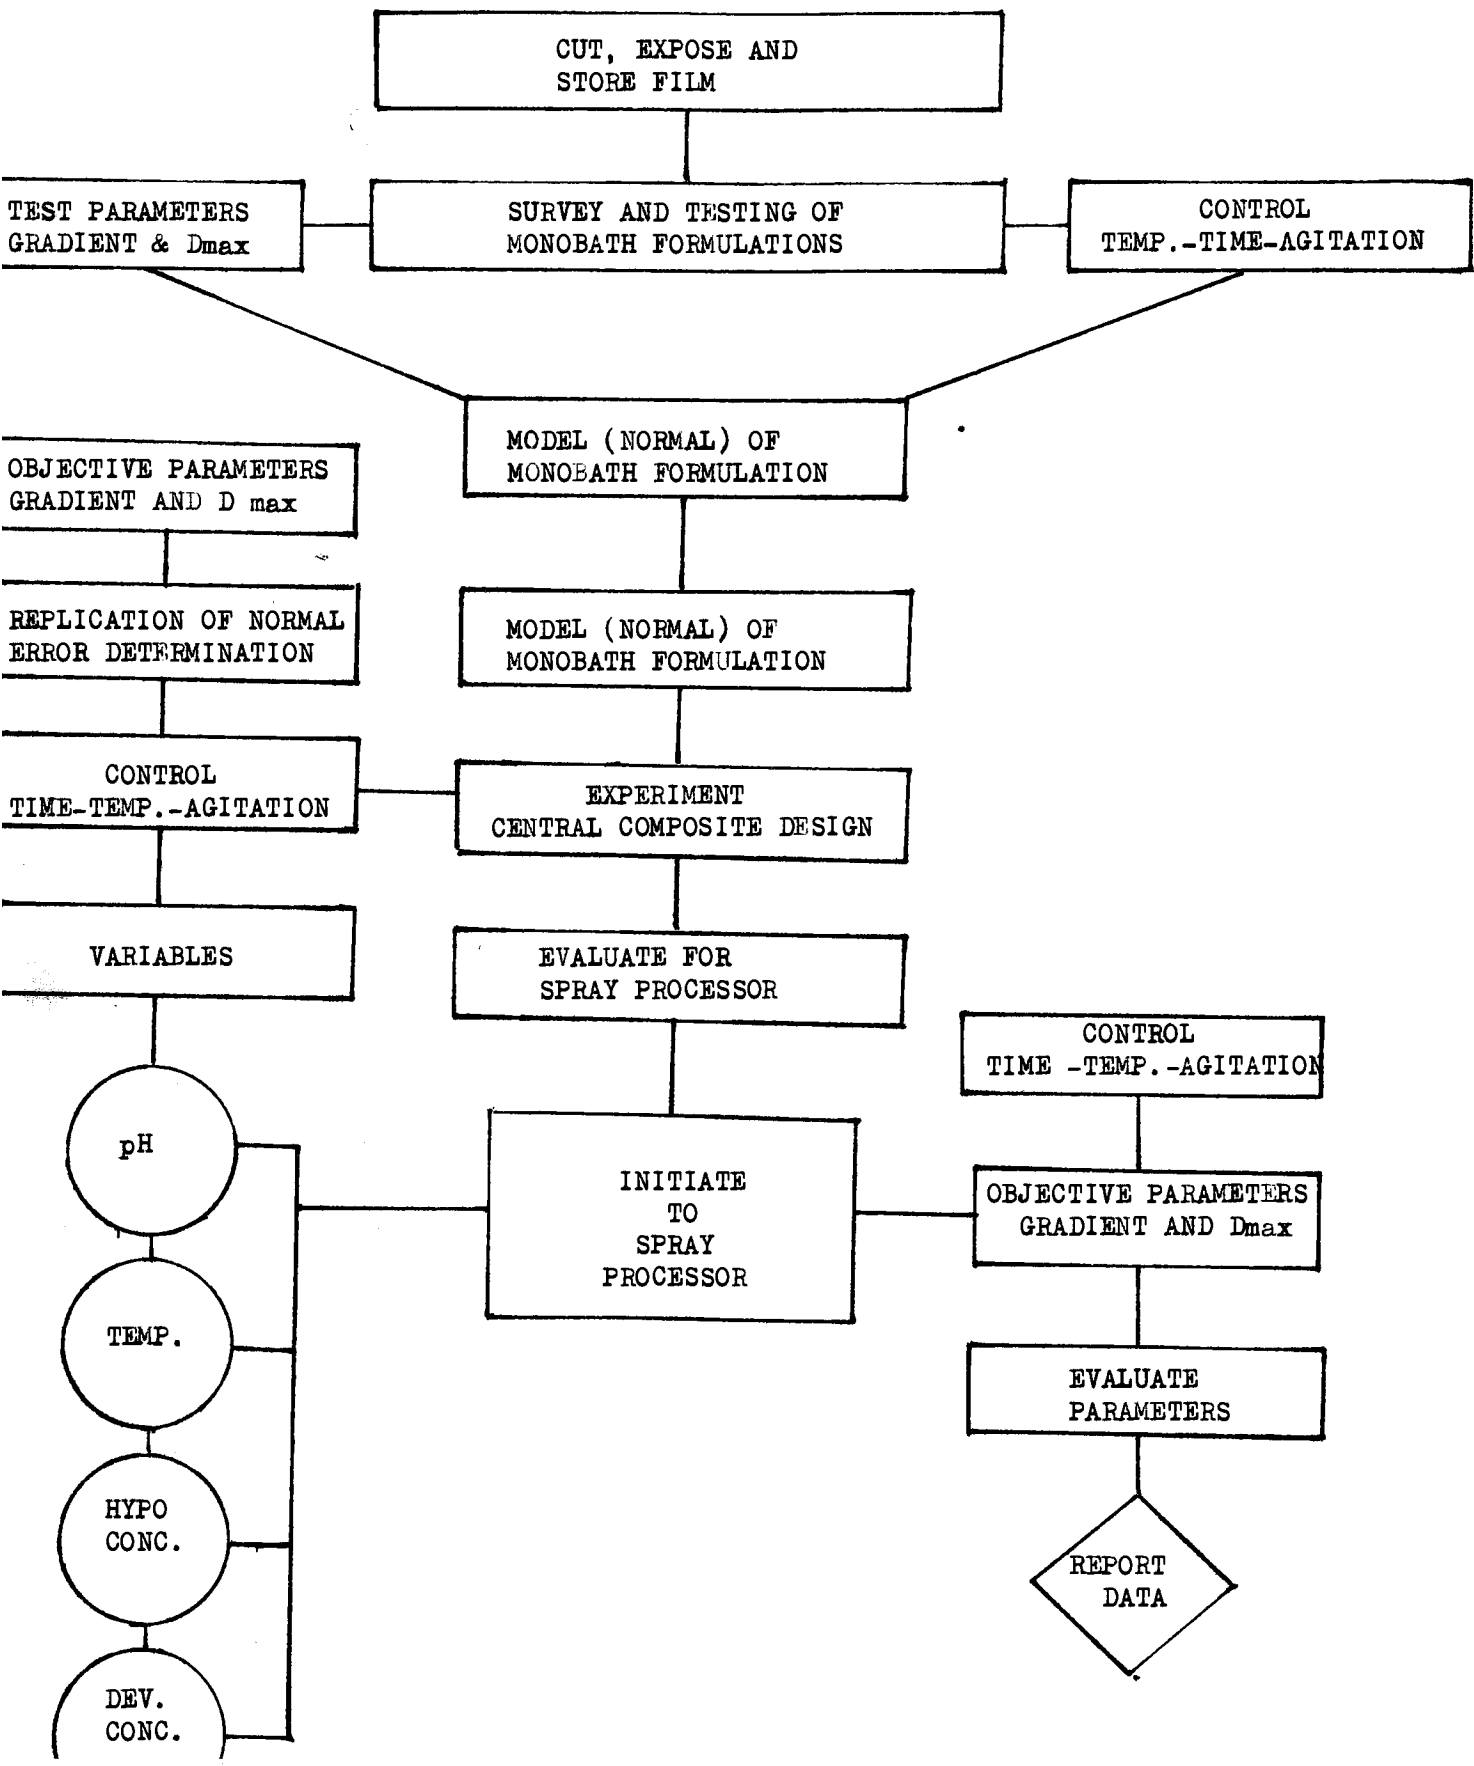 CUT, EXPOSE AND
STORE FILM
TEST PARAMETERS
GRADIENT & Dmax
SURVEY AND TESTING OF
MONOBATH FORMULATIONS
CONTROL
TEMP.-TIME-AGITATION
MODEL (NORMAL) OF
MONOBATH FORMULATION
OBJECTIVE PARAMETERS
GRADIENT AND D max
REPLICATION OF NORMAL
ERROR DETERMINATION
MODEL (NORMAL) OF
MONOBATH FORMULATION
CONTROL
TIME-TEMP.-AGITATION
EXPERIMENT
CENTRAL COMPOSITE DESIGN
VARIABLES
EVALUATE FOR
SPRAY PROCESSOR
CONTROL
TIME -TEMP.-AGITATION
pH
INITIATE
TO
SPRAY
PROCESSOR
OBJECTIVE PARAMETERS
GRADIENT AND Dmax
TEMP.
EVALUATE
PARAMETERS
HYPO
CONC.
REPORT
DATA
DEV.
CONC.